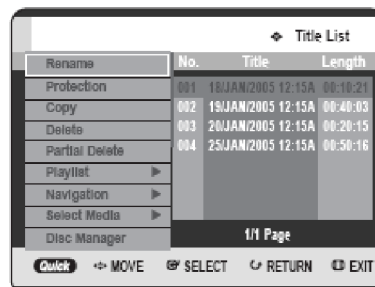 Title List
Rename
Protection
Copy
Delete
Partial Delete
Playlist
Navigation
Select Media
Disc Manager
No. Title Length
001 18/JAN/2005 12:15A 00:10:21
002 19/JAN/2005 12:15A 00:40:03
003 20/JAN/2005 12:15A 00:20:15
004 25/JAN/2005 12:15A 00:50:16
1/1 Page
Quick MOVE SELECT RETURN EXIT